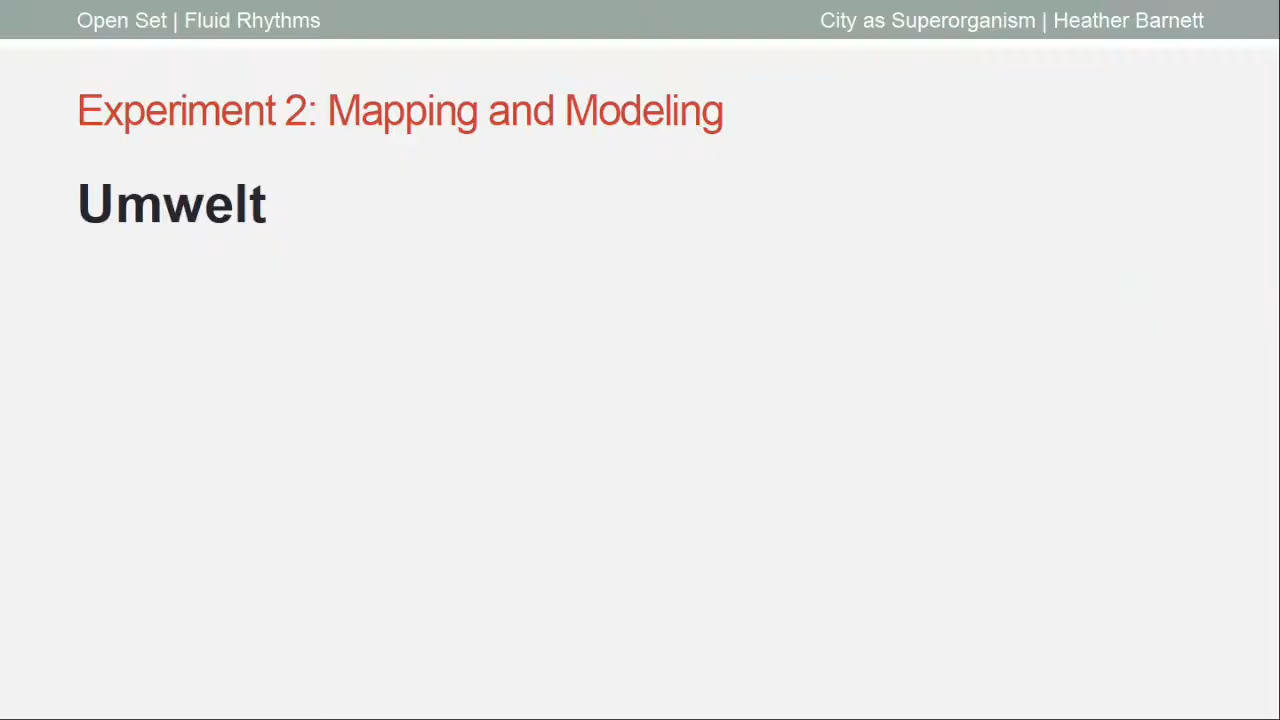 Open Set | Fluid Rhythms
City as Superorganism | Heather Barnett
Experiment 2: Mapping and Modeling
Umwelt